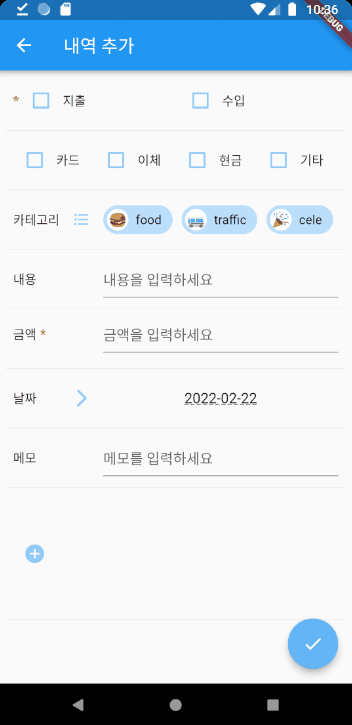 10:36
DEBUG
내역 추가
* 지출 수입
카드 이체 현금 기타
카테고리 food traffic cele
내용 내용을 입력하세요
금액 * 금액을 입력하세요
날짜 2022-02-22
메모 메모를 입력하세요